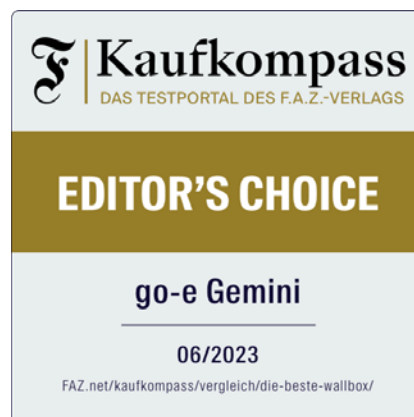 F Kaufkompass
DAS TESTPORTAL DES F.A.Z.-VERLAGS
EDITOR'S CHOICE
go-e Gemini
06/2023
FAZ.net/kaufkompass/vergleich/die-beste-wallbox/